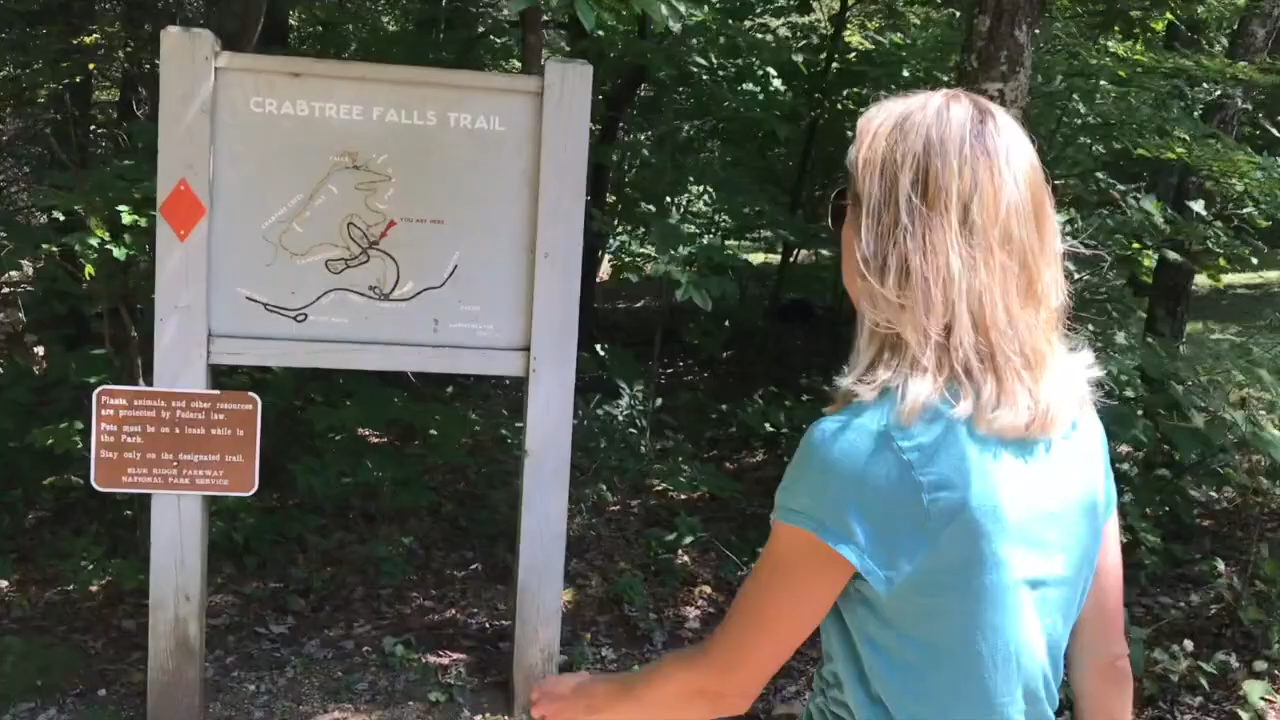 CRABTREE FALLS TRAIL
FALLS
YOU ARE HERE
Plants, animals, and other resources
are protected by Federal law.
Pets must be on a leash while in
the Park.
Stay only on the designated trail.
BLUE RIDGE PARKWAY
NATIONAL PARK SERVICE